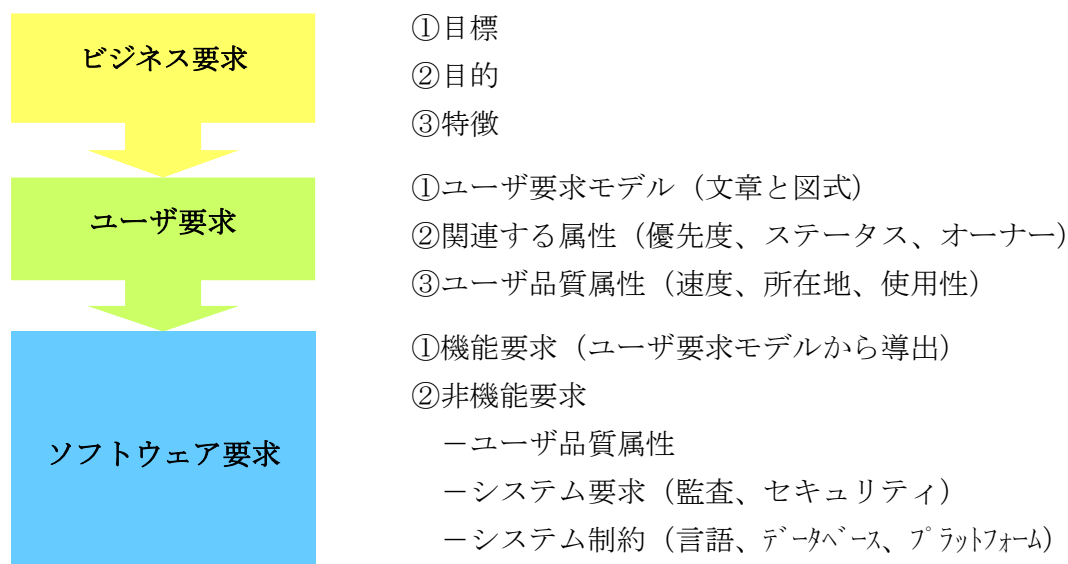 ビジネス要求
①目標
②目的
③特徴
ユーザ要求
①ユーザ要求モデル（文章と図式）
②関連する属性（優先度、ステータス、オーナー）
③ユーザ品質属性（速度、所在地、使用性）
ソフトウェア要求
①機能要求（ユーザ要求モデルから導出）
②非機能要求
－ユーザ品質属性
－システム要求（監査、セキュリティ）
－システム制約（言語、ﾃﾞｰﾀﾍﾞｰｽ、ﾌﾟﾗｯﾄﾌｫｰﾑ）